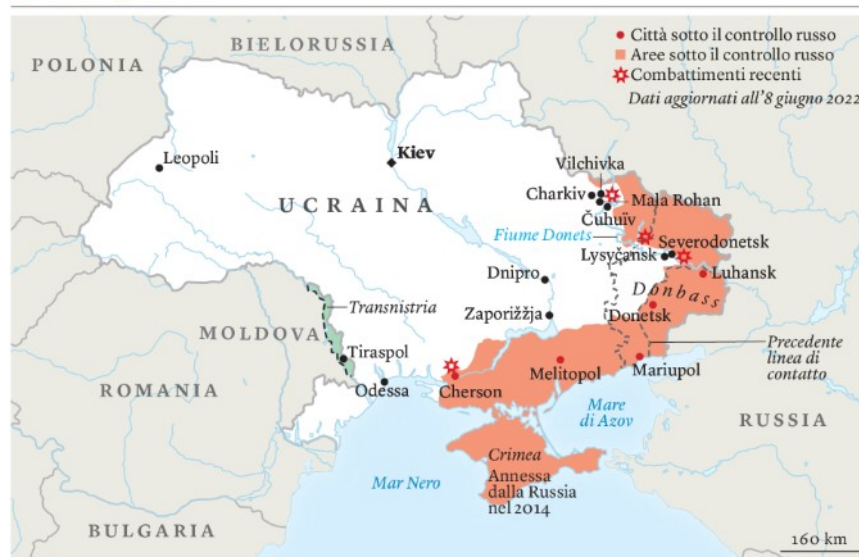 BIELORUSSIA
POLONIA
Città sotto il controllo russo
Aree sotto il controllo russo
Combattimenti recenti
Dati aggiornati all'8 giugno 2022
Leopoli
Kiev
Vilchivka
Charkiv
Mala Rohan
Čuhuïv
UCRAINA
Fiume Donets
Severodonetsk
Lysyčansk
Luhansk
Dnipro
Donbass
Transnistria
Zaporižžja
Donetsk
MOLDOVA
Precedente
linea di
contatto
Tiraspol
Melitopol
Mariupol
ROMANIA
Odessa
Cherson
Mare
di Azov
RUSSIA
Crimea
Annessa
dalla Russia
nel 2014
Mar Nero
BULGARIA
160 km